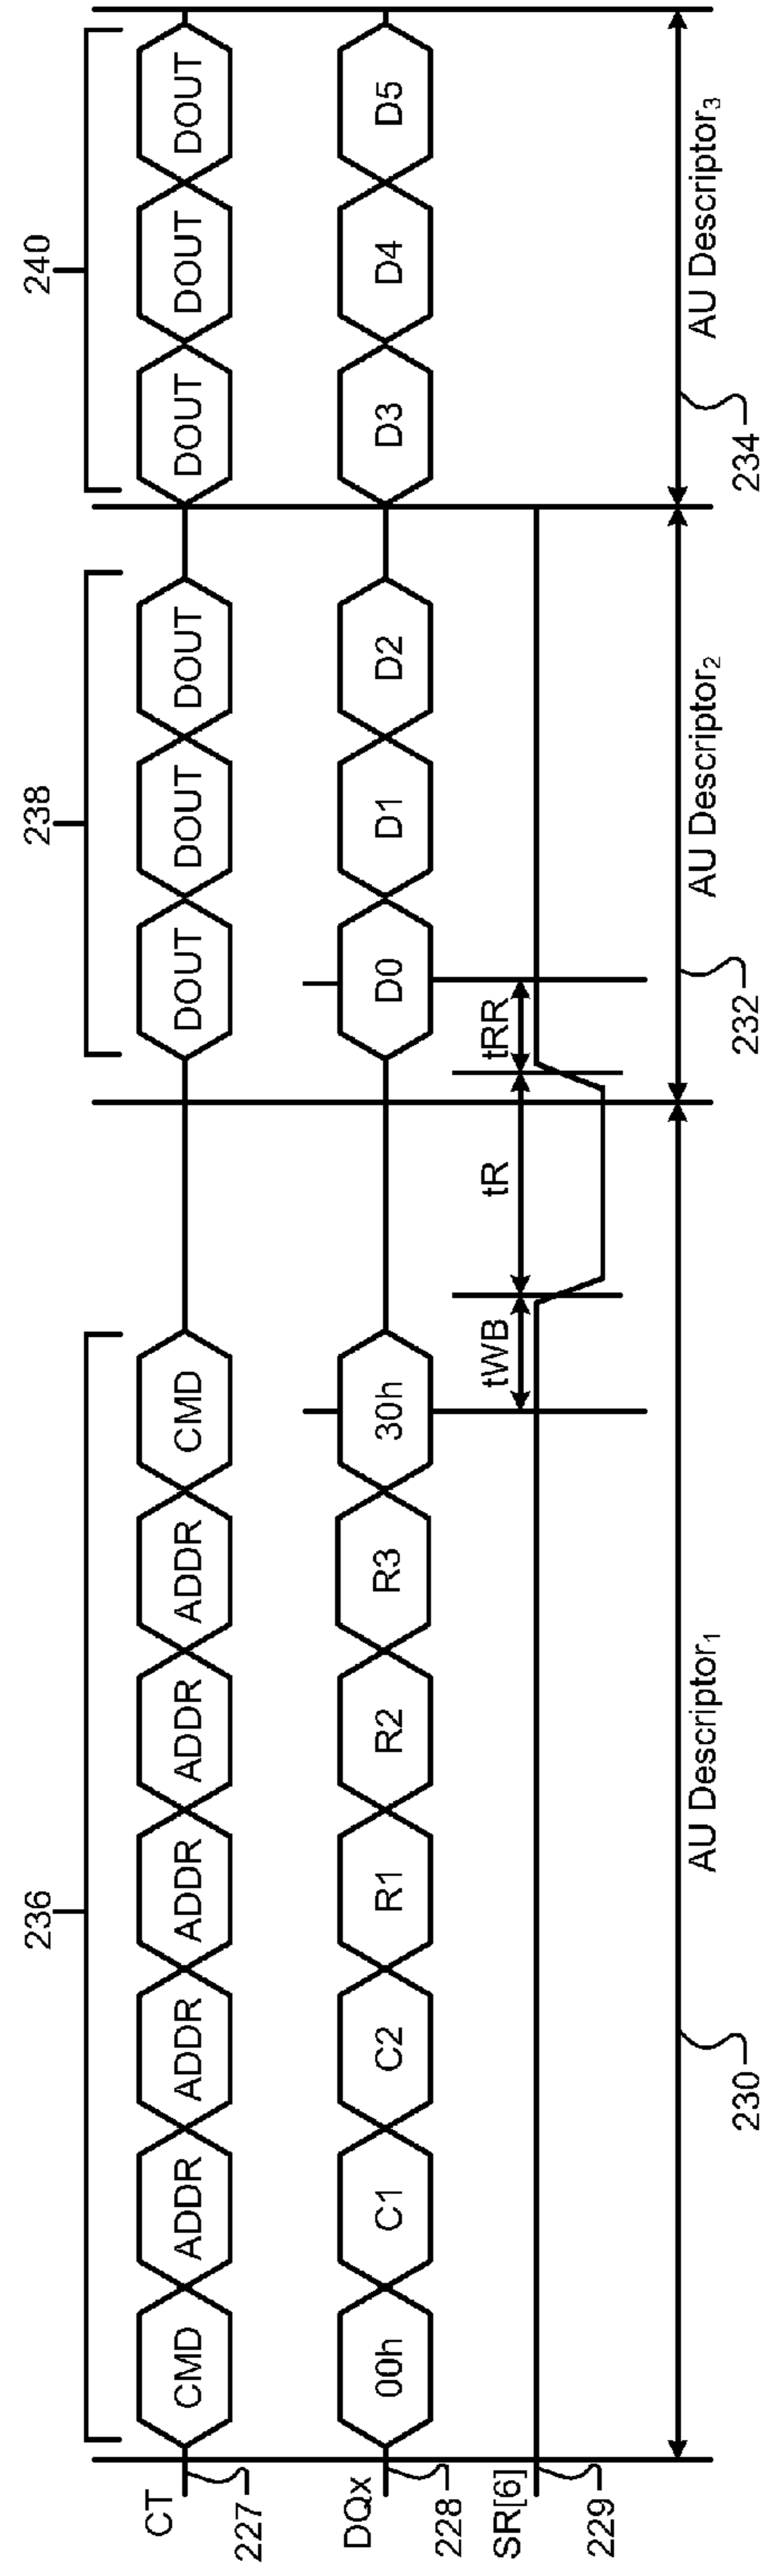 236
238
240
CT
CMD
ADDR
ADDR
ADDR
ADDR
ADDR
CMD
DOUT
DOUT
DOUT
DOUT
DOUT
DOUT
227
DQx
00h
C1
C2
R1
R2
R3
30h
D0
D1
D2
D3
D4
D5
228
tWB
tR
tRR
SR[6]
229
AU Descriptor₁
AU Descriptor₂
AU Descriptor₃
230
232
234